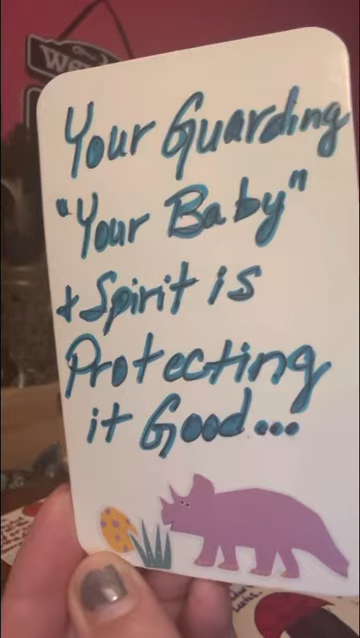 Your Guarding
"Your Baby"
+ Spirit is
Protecting
it Good...